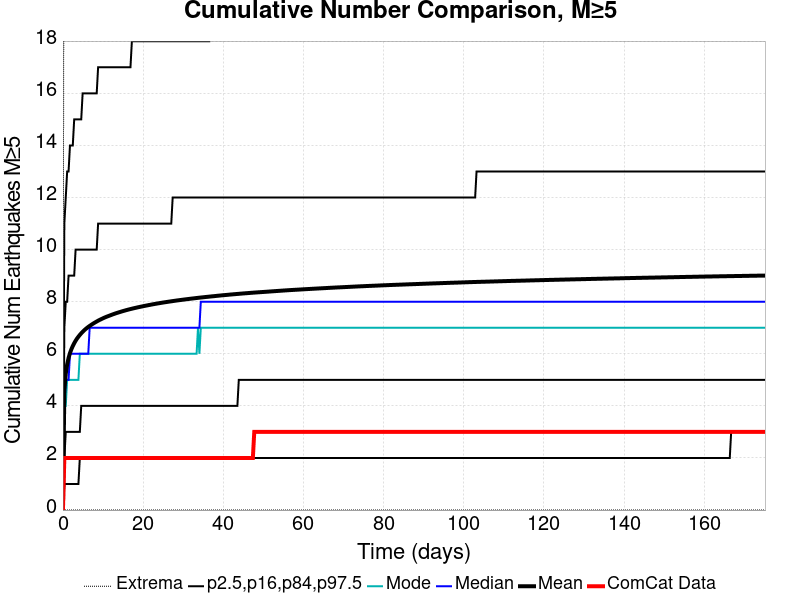 Cumulative Number Comparison, M≥5
Cumulative Num Earthquakes M≥5
18
16
14
12
10
8
6
4
2
0
0 20 40 60 80 100 120 140 160
Time (days)
Extrema p2.5,p16,p84,p97.5 Mode Median Mean ComCat Data